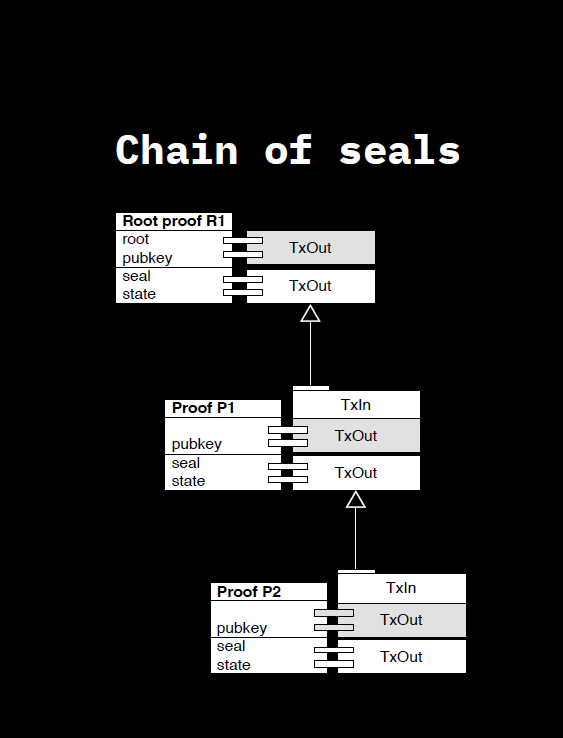 Chain of seals
Root proof R1
root
pubkey
TxOut
seal
state
TxOut
Proof P1
TxIn
pubkey
TxOut
seal
state
TxOut
Proof P2
TxIn
pubkey
TxOut
seal
state
TxOut